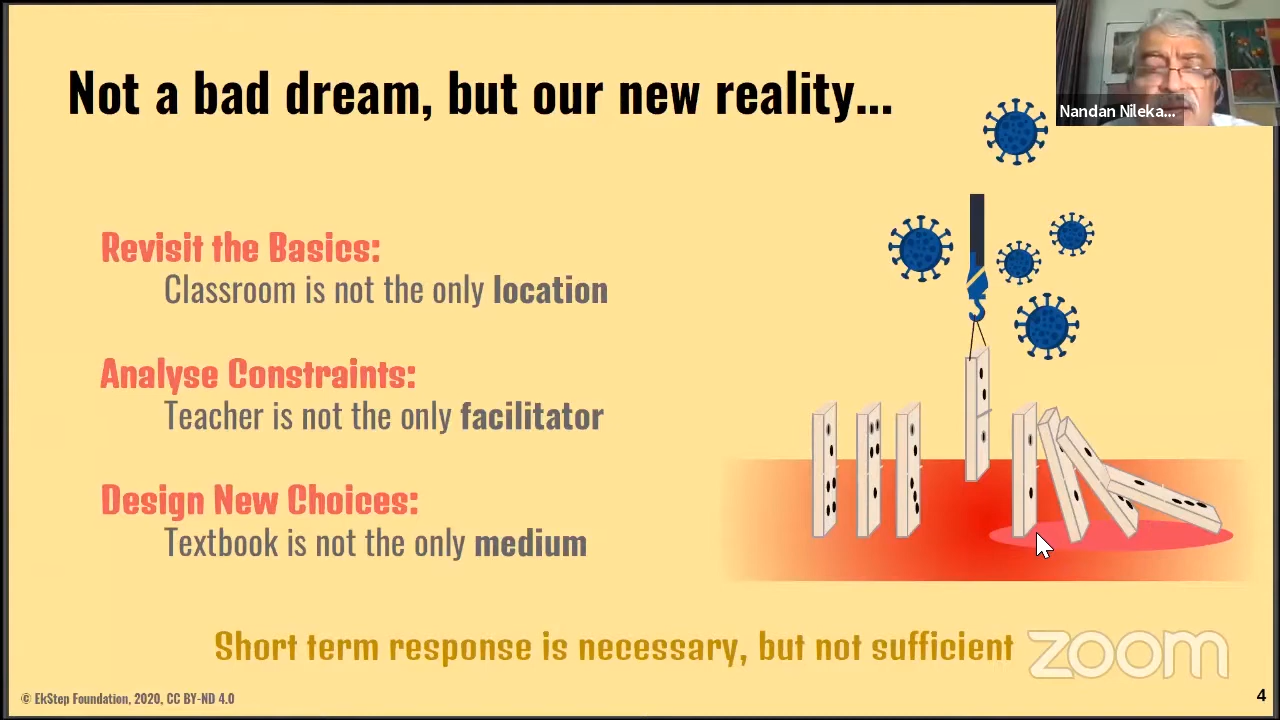 Not a bad dream, but our new reality...
Nandan Nileka...
Revisit the Basics:
Classroom is not the only location
Analyse Constraints:
Teacher is not the only facilitator
Design New Choices:
Textbook is not the only medium
Short term response is necessary, but not sufficient
zoom
© EkStep Foundation, 2020, CC BY-ND 4.0
4